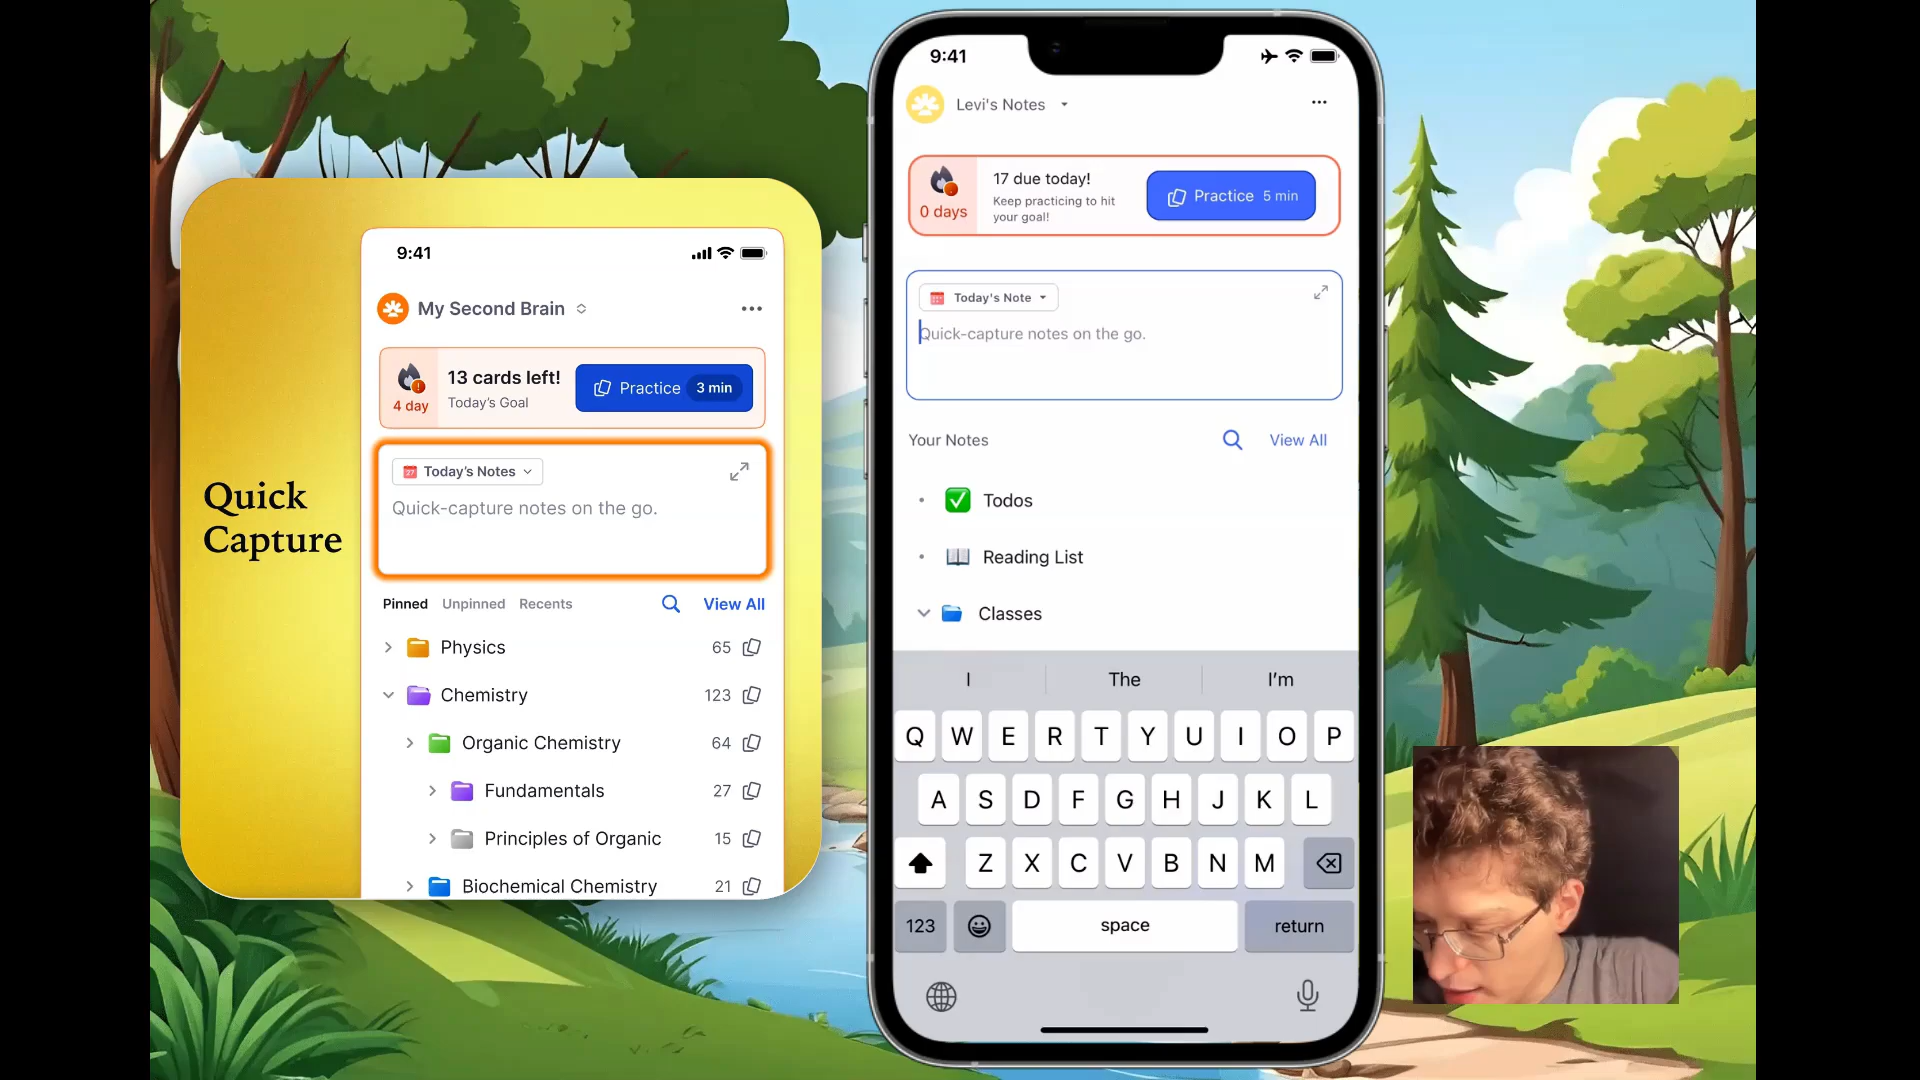 Quick
Capture
9:41
My Second Brain
4 day
13 cards left!
Today's Goal
Practice 3 min
27 Today's Notes
Quick-capture notes on the go.
Pinned Unpinned Recents View All
Physics 65
Chemistry 123
Organic Chemistry 64
Fundamentals 27
Principles of Organic 15
Biochemical Chemistry 21
9:41
Levi's Notes
0 days
17 due today!
Keep practicing to hit
your goal!
Practice 5 min
Today's Note
Quick-capture notes on the go.
Your Notes View All
Todos
Reading List
Classes
I The I'm
Q W E R T Y U I O P
A S D F G H J K L
Z X C V B N M
123 space return